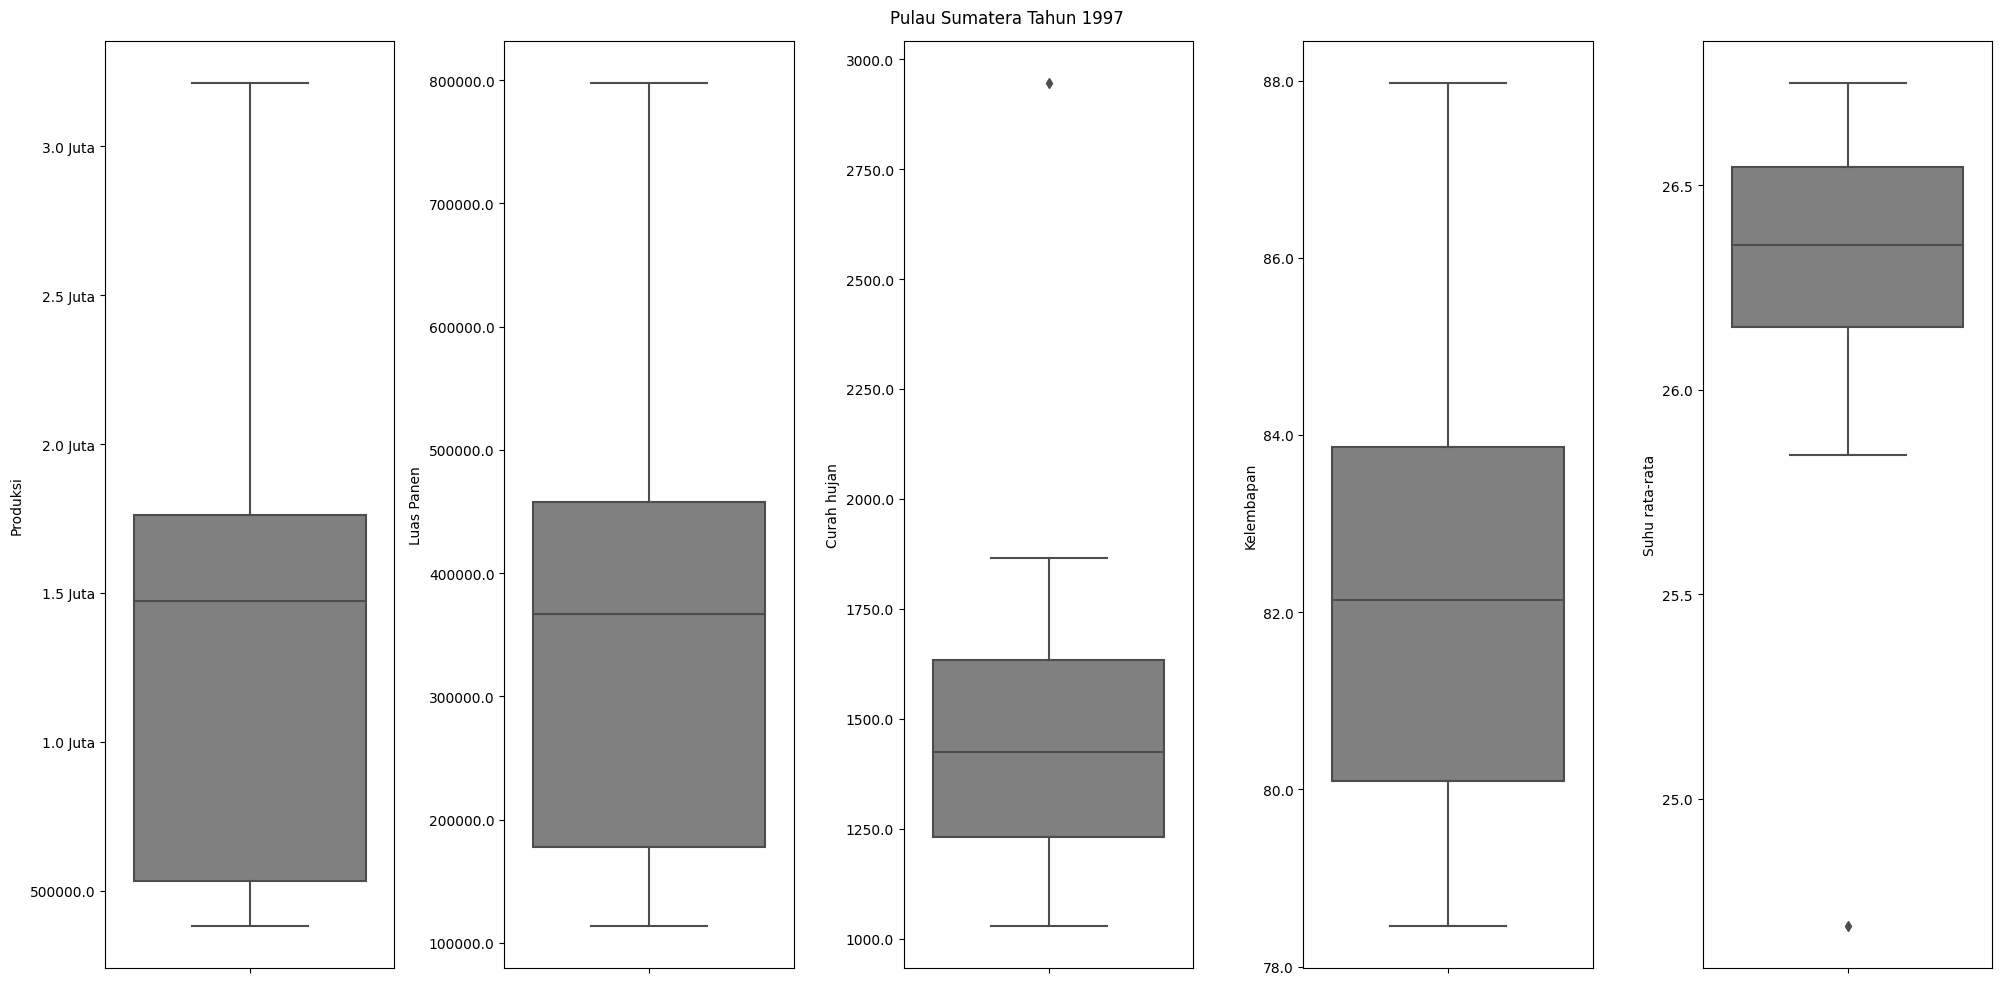 Pulau Sumatera Tahun 1997
Produksi
3.0 Juta
2.5 Juta
2.0 Juta
1.5 Juta
1.0 Juta
500000.0
Luas Panen
800000.0
700000.0
600000.0
500000.0
400000.0
300000.0
200000.0
100000.0
Curah hujan
3000.0
2750.0
2500.0
2250.0
2000.0
1750.0
1500.0
1250.0
1000.0
Kelembapan
88.0
86.0
84.0
82.0
80.0
78.0
Suhu rata-rata
26.5
26.0
25.5
25.0